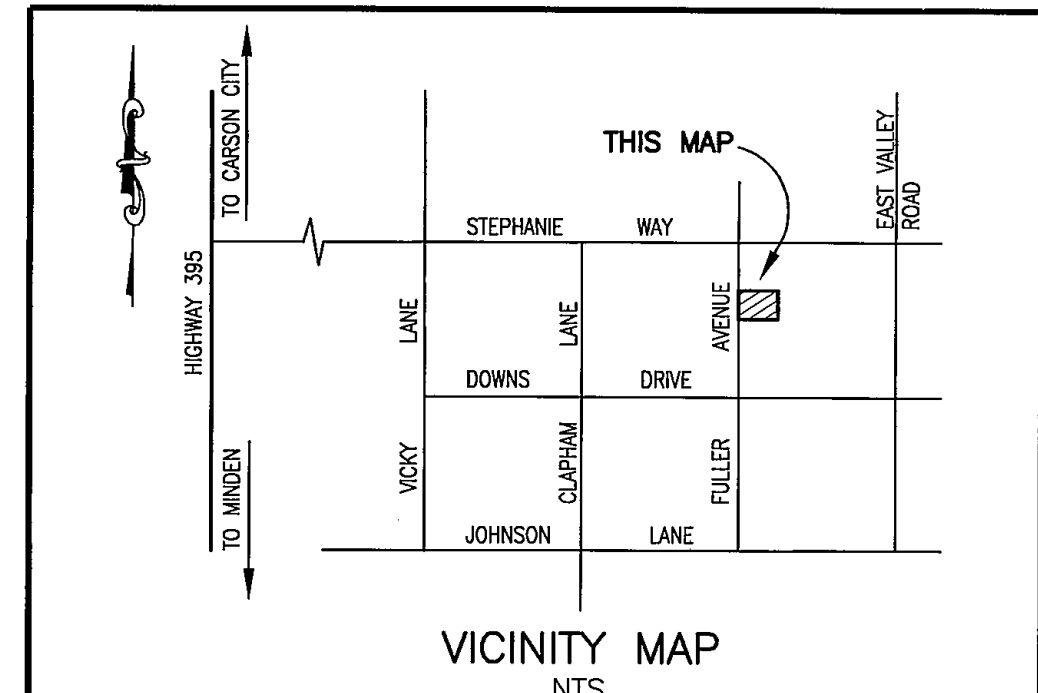 TO CARSON CITY
THIS MAP
EAST VALLEY
ROAD
STEPHANIE WAY
HIGHWAY 395
LANE
LANE
AVENUE
DOWNS DRIVE
TO MINDEN
VICKY
CLAPHAM
FULLER
JOHNSON LANE
VICINITY MAP
NTS